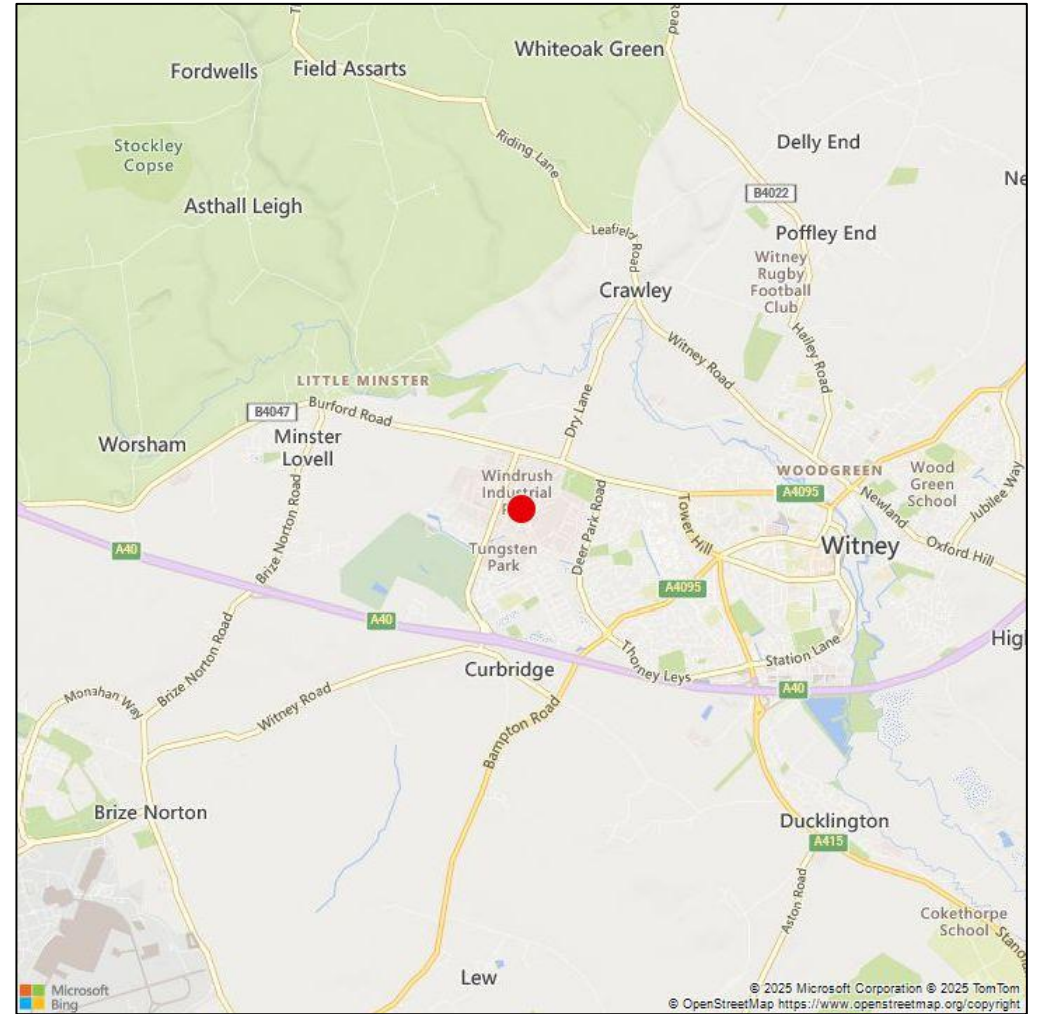 Road
Whiteoak Green
Fordwells
Field Assarts
Stockley
Copse
Riding Lane
Delly End
B4022
Asthall Leigh
Leafield Road
Poffley End
Witney
Rugby
Football
Club
Crawley
Hailey Road
Witney Road
LITTLE MINSTER
B4047
Burford Road
Dry Lane
Worsham
Minster
Lovell
Windrush
Industrial
WOODGREEN
Wood
Green
School
A4095
Newland
Jubilee Way
Brize Norton Road
Deer Park Road
Tower Hill
Tungsten
Park
Witney
Oxford Hill
A40
A4095
A40
Station Lane
Curbridge
Thorney Leys
A40
Monahan Way
Brize Norton Road
Witney Road
Bampton Road
Brize Norton
Ducklington
A415
Aston Road
Cokethorpe
School
Lew
Microsoft
Bing
© 2025 Microsoft Corporation © 2025 TomTom
© OpenStreetMap https://www.openstreetmap.org/copyright